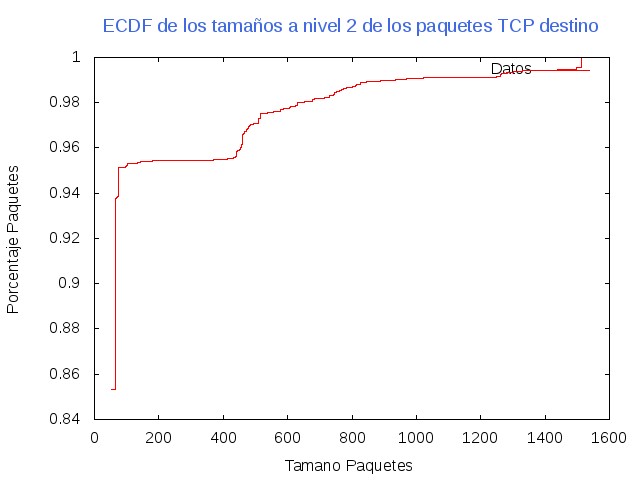 ECDF de los tamaños a nivel 2 de los paquetes TCP destino
1
Datos
0.98
0.96
0.94
0.92
0.9
0.88
0.86
0.84
Porcentaje Paquetes
0 200 400 600 800 1000 1200 1400 1600
Tamano Paquetes